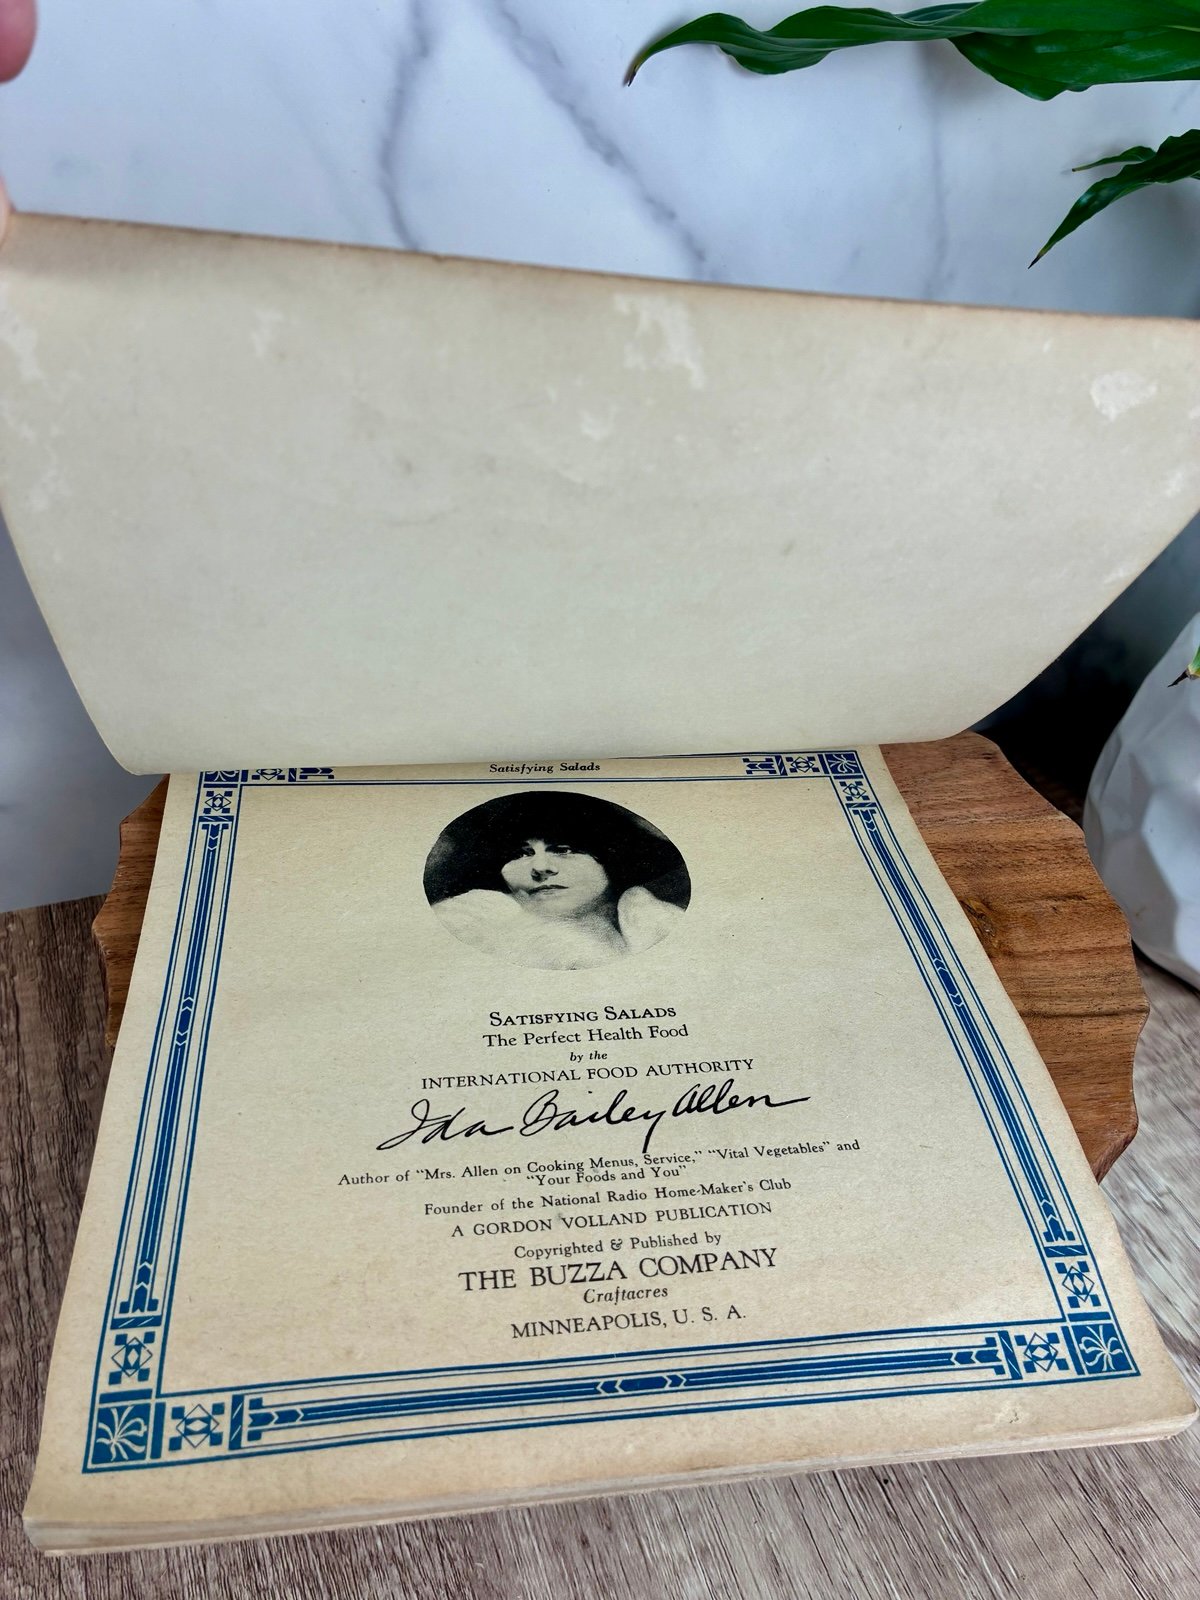 Satisfying Salads
SATISFYING SALADS
The Perfect Health Food
by the
INTERNATIONAL FOOD AUTHORITY
Ida Bailey Allen
Author of “Mrs. Allen on Cooking Menus, Service,” “Vital Vegetables” and
“Your Foods and You”
Founder of the National Radio Home-Maker's Club
A GORDON VOLLAND PUBLICATION
Copyrighted & Published by
THE BUZZA COMPANY
Craftacres
MINNEAPOLIS, U. S. A.